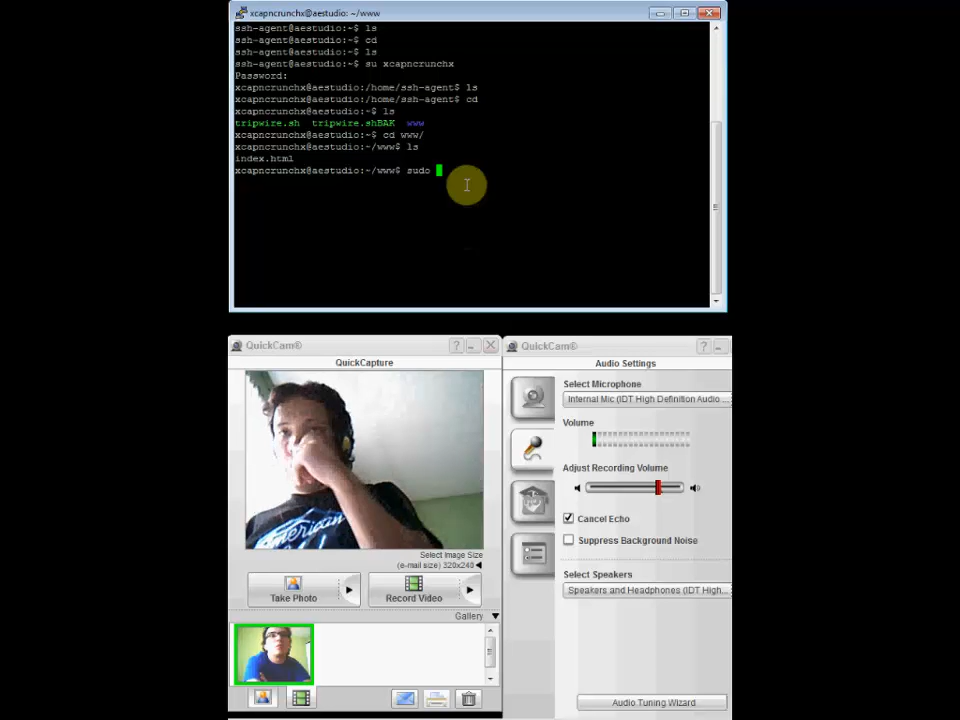 xcapncrunchx@aestudio: ~/www
ssh-agent@aestudio:~$ ls
ssh-agent@aestudio:~$ cd
ssh-agent@aestudio:~$ ls
ssh-agent@aestudio:~$ su xcapncrunchx
Password:
xcapncrunchx@aestudio:/home/ssh-agent$ ls
xcapncrunchx@aestudio:/home/ssh-agent$ cd
xcapncrunchx@aestudio:~$ ls
tripwire.sh tripwire.shBAK www
xcapncrunchx@aestudio:~$ cd www/
xcapncrunchx@aestudio:~/www$ ls
index.html
xcapncrunchx@aestudio:~/www$ sudo
QuickCam®
QuickCapture
American
Select Image Size
(e-mail size) 320x240
Take Photo
Record Video
Gallery
QuickCam®
Audio Settings
Select Microphone
Internal Mic (IDT High Definition Audio ...
Volume
Adjust Recording Volume
Cancel Echo
Suppress Background Noise
Select Speakers
Speakers and Headphones (IDT High...
Audio Tuning Wizard